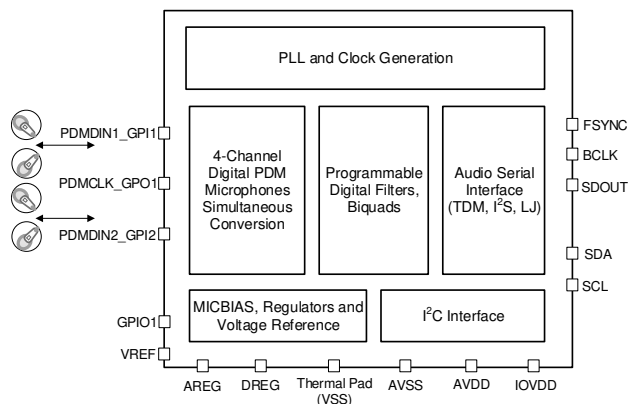 PLL and Clock Generation
PDMDIN1_GPI1
PDMCLK_GPO1
PDMDIN2_GPI2
GPIO1
VREF
4-Channel
Digital PDM
Microphones
Simultaneous
Conversion
Programmable
Digital Filters,
Biquads
Audio Serial
Interface
(TDM, I²S, LJ)
FSYNC
BCLK
SDOUT
SDA
SCL
MICBIAS, Regulators and
Voltage Reference
I²C Interface
AREG
DREG
Thermal Pad
(VSS)
AVSS
AVDD
IOVDD